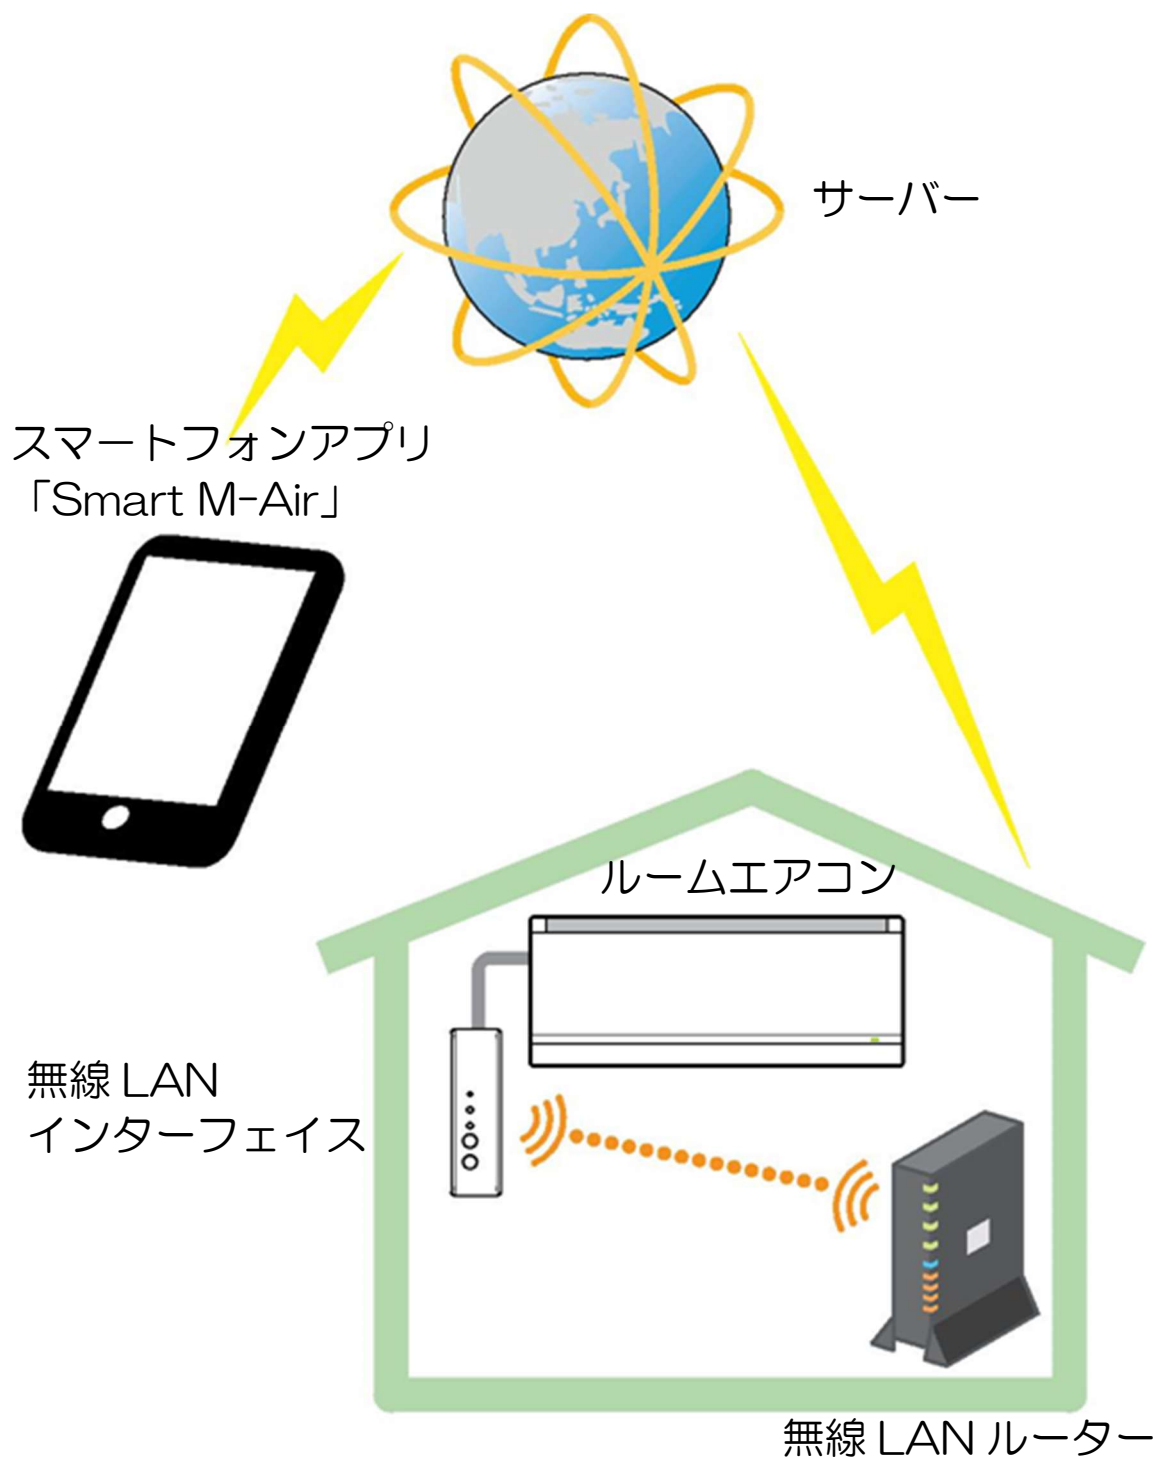 サーバー
スマートフォンアプリ
「Smart M-Air」
ルームエアコン
無線 LAN
インターフェイス
無線 LAN ルーター